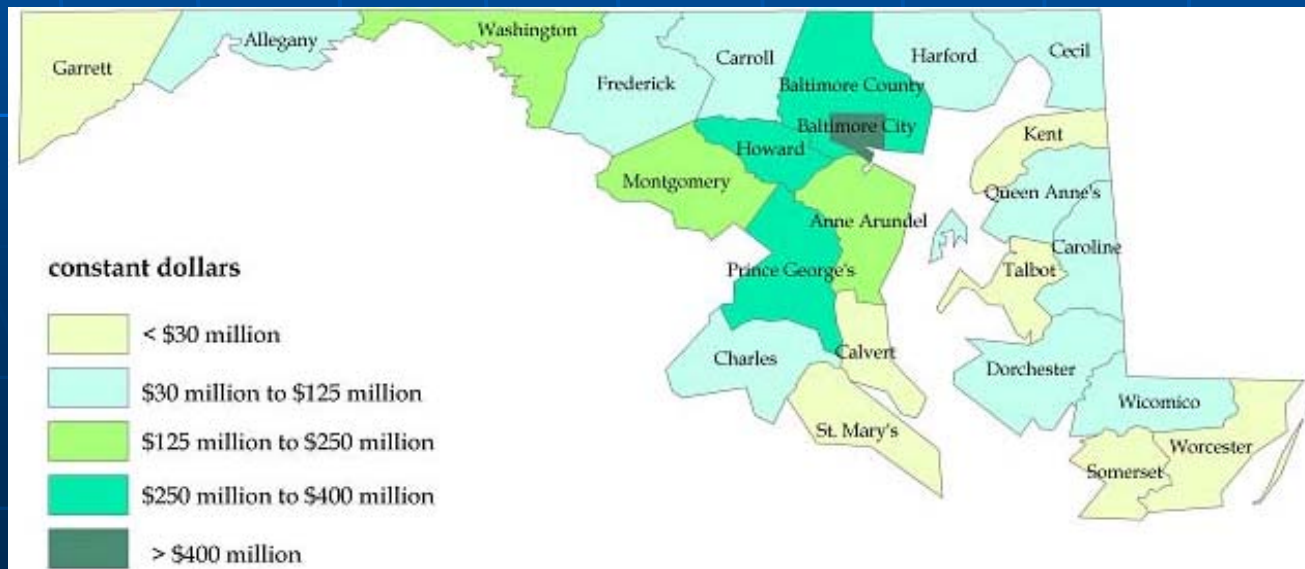 Garrett
Allegany
Washington
Frederick
Carroll
Baltimore County
Harford
Cecil
Baltimore City
Kent
Howard
Montgomery
Queen Anne's
Anne Arundel
Caroline
Talbot
Prince George's
Charles
Calvert
Dorchester
Wicomico
St. Mary's
Worcester
Somerset
constant dollars
< $30 million
$30 million to $125 million
$125 million to $250 million
$250 million to $400 million
> $400 million